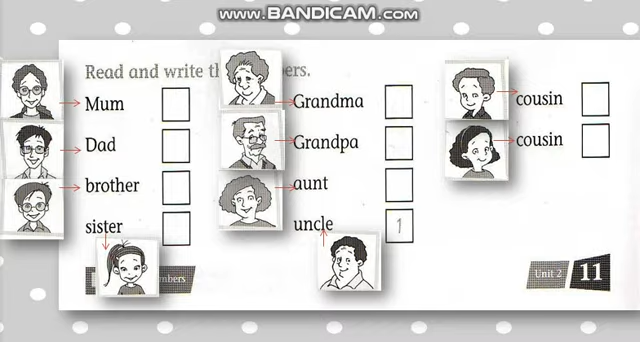 www.BANDICAM.com
Read and write th   ers.
Mum
Dad
brother
sister
Grandma
Grandpa
aunt
uncle 1
cousin
cousin
mbers
Unit 2 11